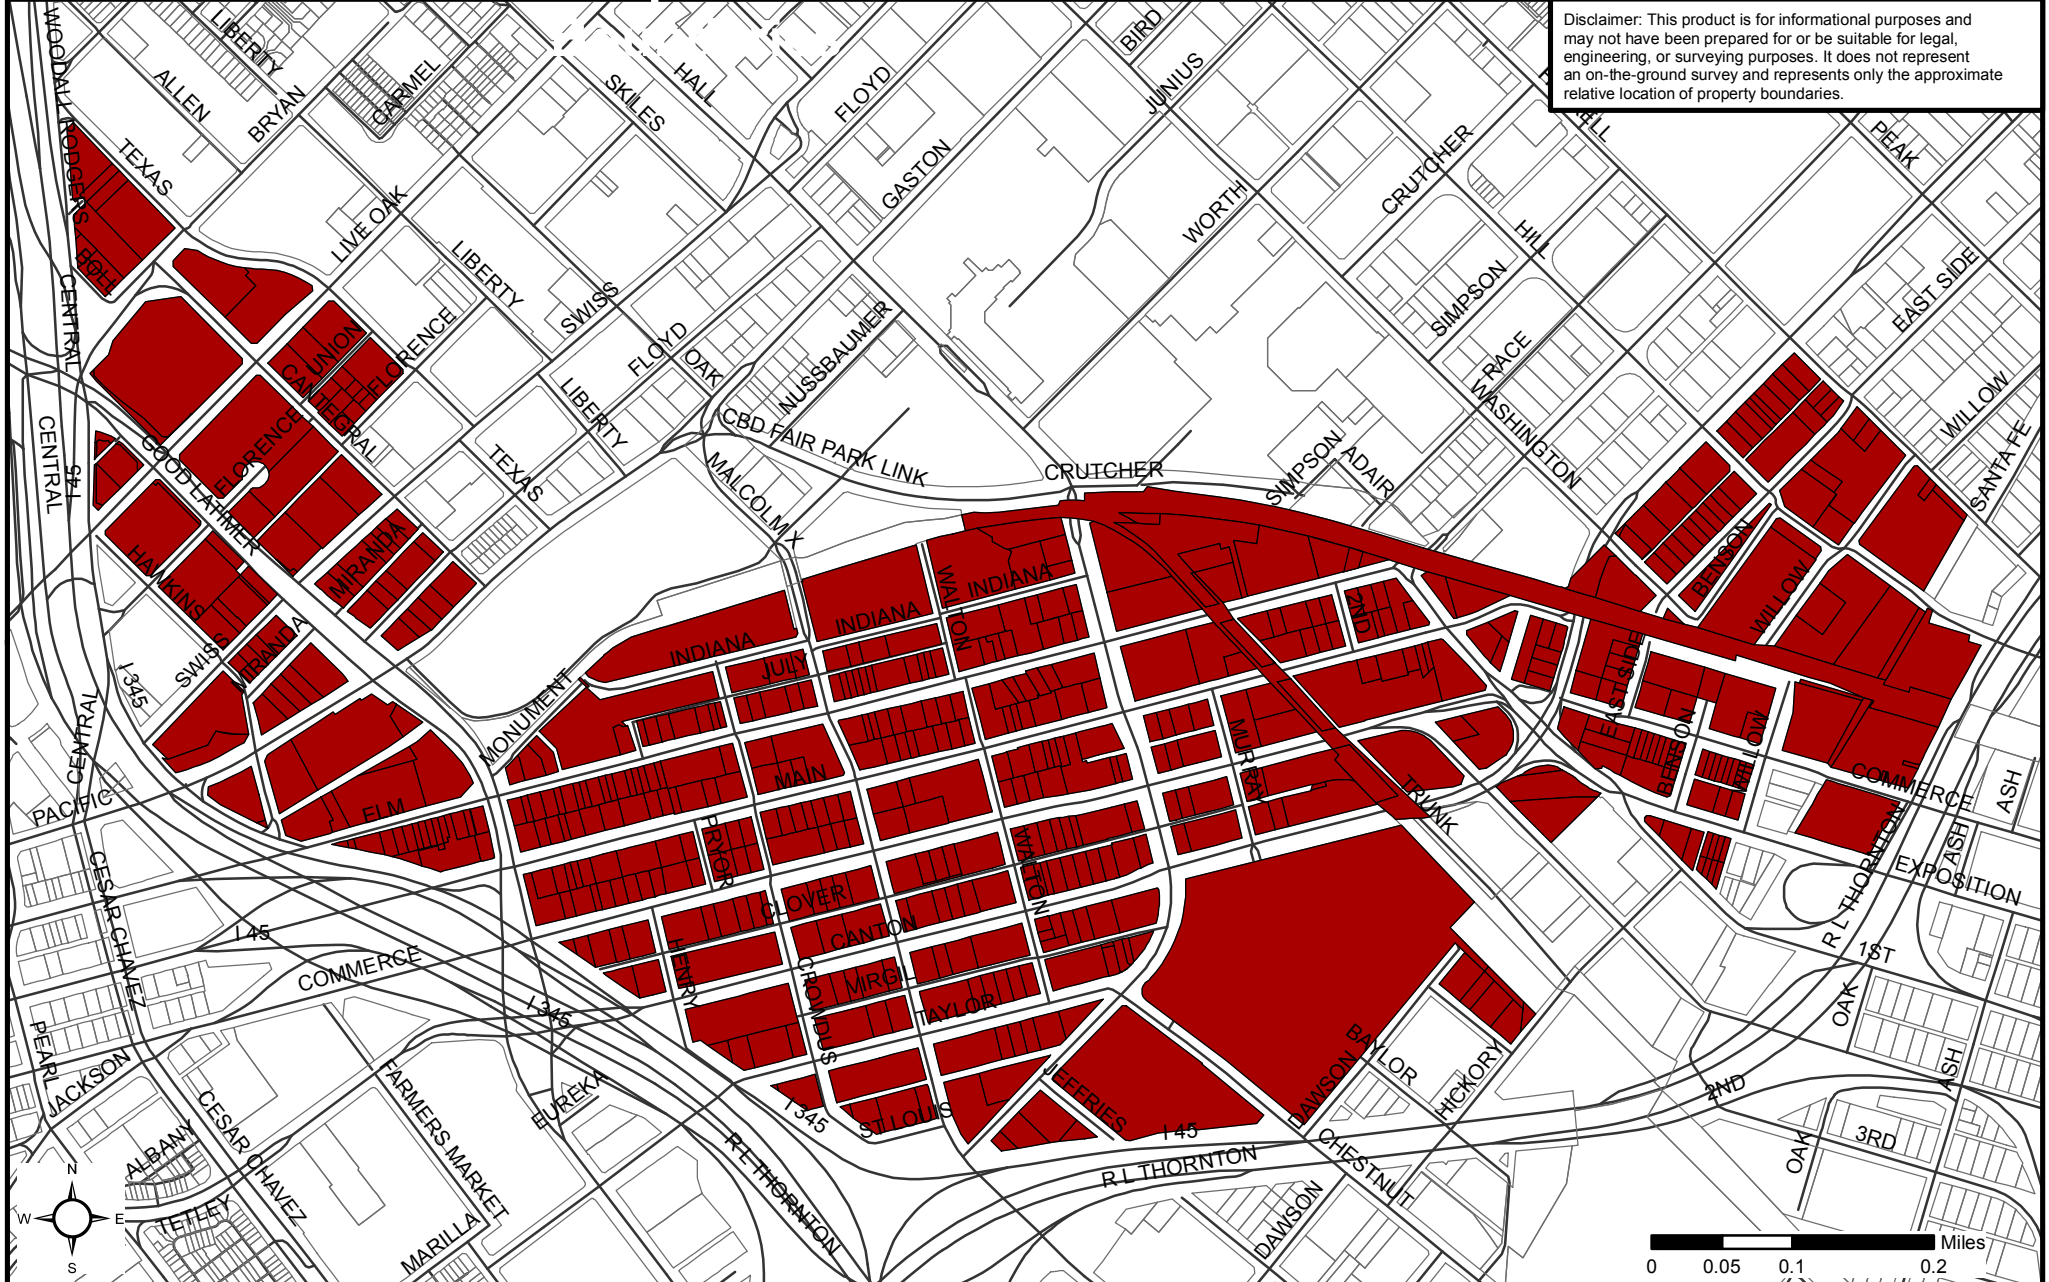 Disclaimer: This product is for informational purposes and
may not have been prepared for or be suitable for legal,
engineering, or surveying purposes. It does not represent
an on-the-ground survey and represents only the approximate
relative location of property boundaries.
WOODALL RODGERS
LIBERTY
ALLEN
BRYAN
CARMEL
SKILES
HALL
FLOYD
BIRD
JUNIUS
PEAK
TEXAS
LIVE OAK
GASTON
CRUTCHER
WORTH
HILL
BOLL
CENTRAL
LIBERTY
SWISS
SIMPSON
EAST SIDE
UNION
FLORENCE
CANTEGRAL
FLOYD
OAK
NUSSBAUMER
RACE
WASHINGTON
WILLOW
SANTA FE
CENTRAL
I 45
GOOD LATIMER
FLORENCE
LIBERTY
TEXAS
CBD FAIR PARK LINK
MALCOLM X
CRUTCHER
SIMPSON
ADAIR
HAWKINS
MIRANDA
SWISS
MIRANDA
I 345
BENSON
WILLOW
WALTON
INDIANA
INDIANA
INDIANA
JULY
2ND
EAST SIDE
MONUMENT
CENTRAL
PACIFIC
ELM
MAIN
MURRAY
BENSON
WILLOW
TRUNK
COMMERCE
ASH
ASH
EXPOSITION
R L THORNTON
PRYOR
WALTON
CLOVER
CANTON
CESAR CHAVEZ
I 45
COMMERCE
HENRY
CROWDUS
VIRGIL
TAYLOR
1ST
OAK
I 345
PEARL
JACKSON
CESAR CHAVEZ
FARMERS MARKET
EUREKA
I 345
ST LOUIS
JEFFRIES
DAWSON
BAYLOR
HICKORY
2ND
ASH
3RD
OAK
I 45
R L THORNTON
R L THORNTON
CHESTNUT
DAWSON
ALBANY
TETLEY
MARILLA
N
W
E
S
Miles
0
0.05
0.1
0.2